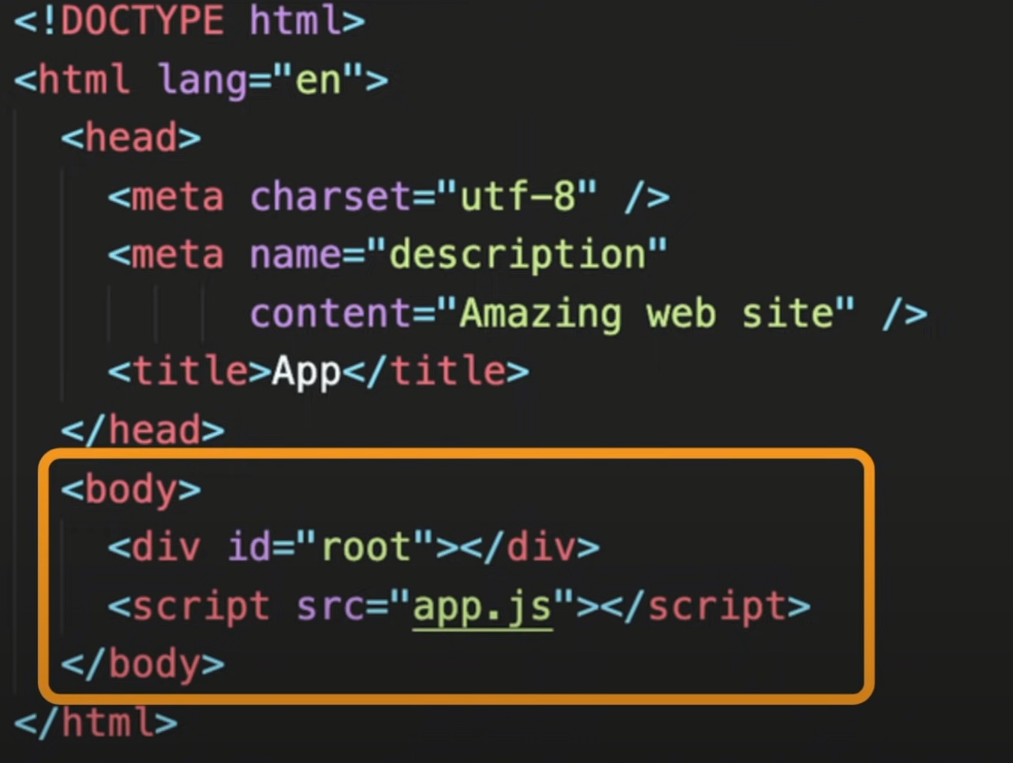 <!DOCTYPE html>
<html lang="en">
<head>
<meta charset="utf-8" />
<meta name="description"
content="Amazing web site" />
<title>App</title>
</head>
<body>
<div id="root"></div>
<script src="app.js"></script>
</body>
</html>